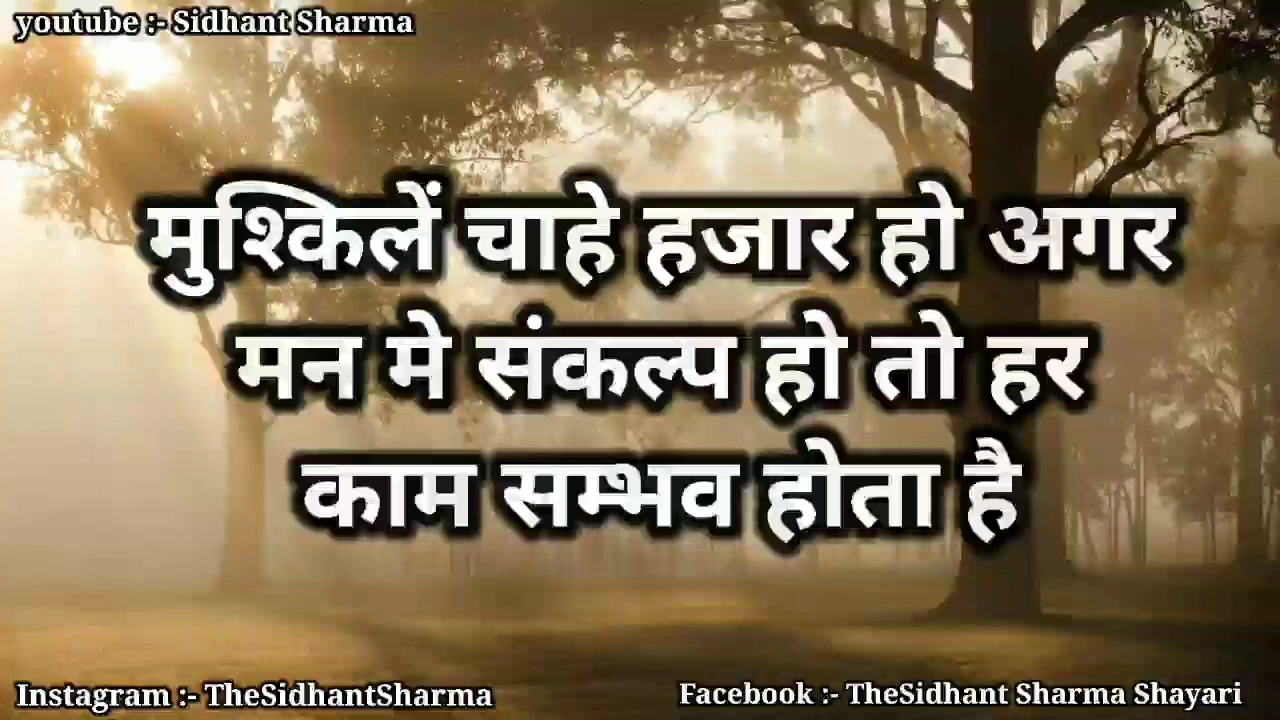 youtube :- Sidhant Sharma
मुश्किलें चाहे हजार हो अगर
मन मे संकल्प हो तो हर
काम सम्भव होता है
Instagram :- TheSidhantSharma
Facebook :- TheSidhant Sharma Shayari